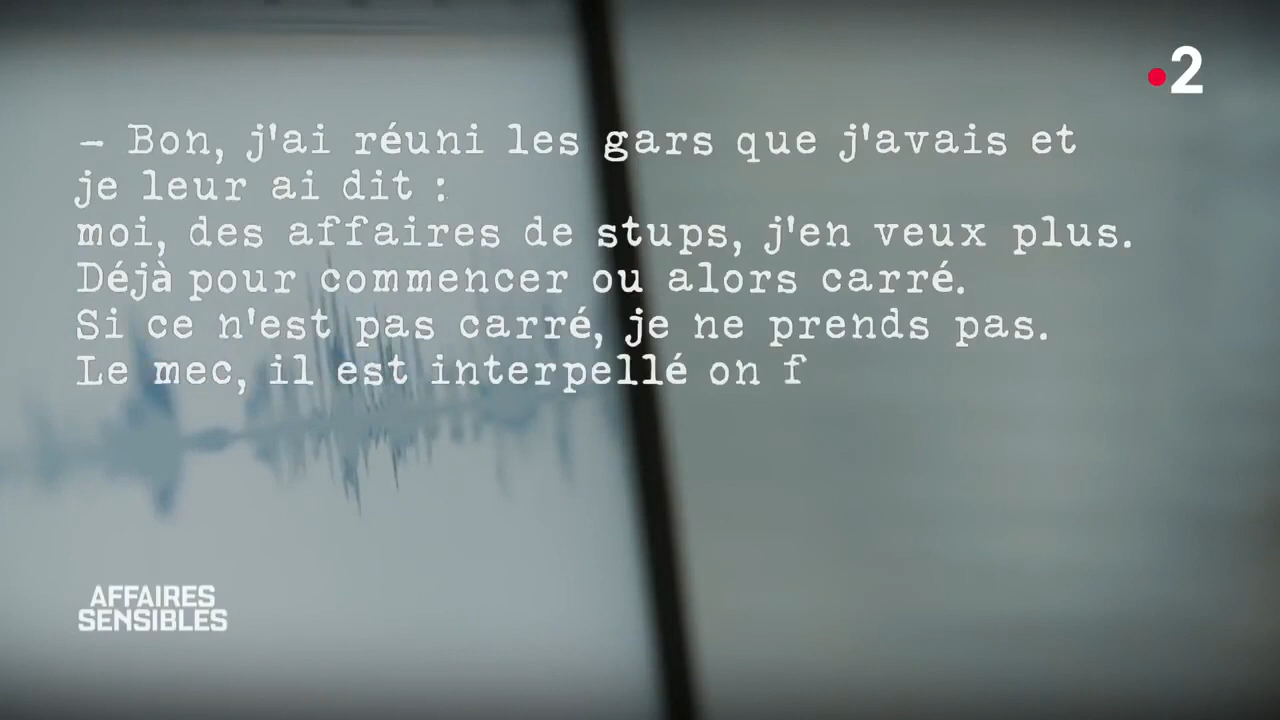 2
- Bon, j'ai réuni les gars que j'avais et
je leur ai dit :
moi, des affaires de stups, j'en veux plus.
Déjà pour commencer ou alors carré.
Si ce n'est pas carré, je ne prends pas.
Le mec, il est interpellé on f
AFFAIRES
SENSIBLES